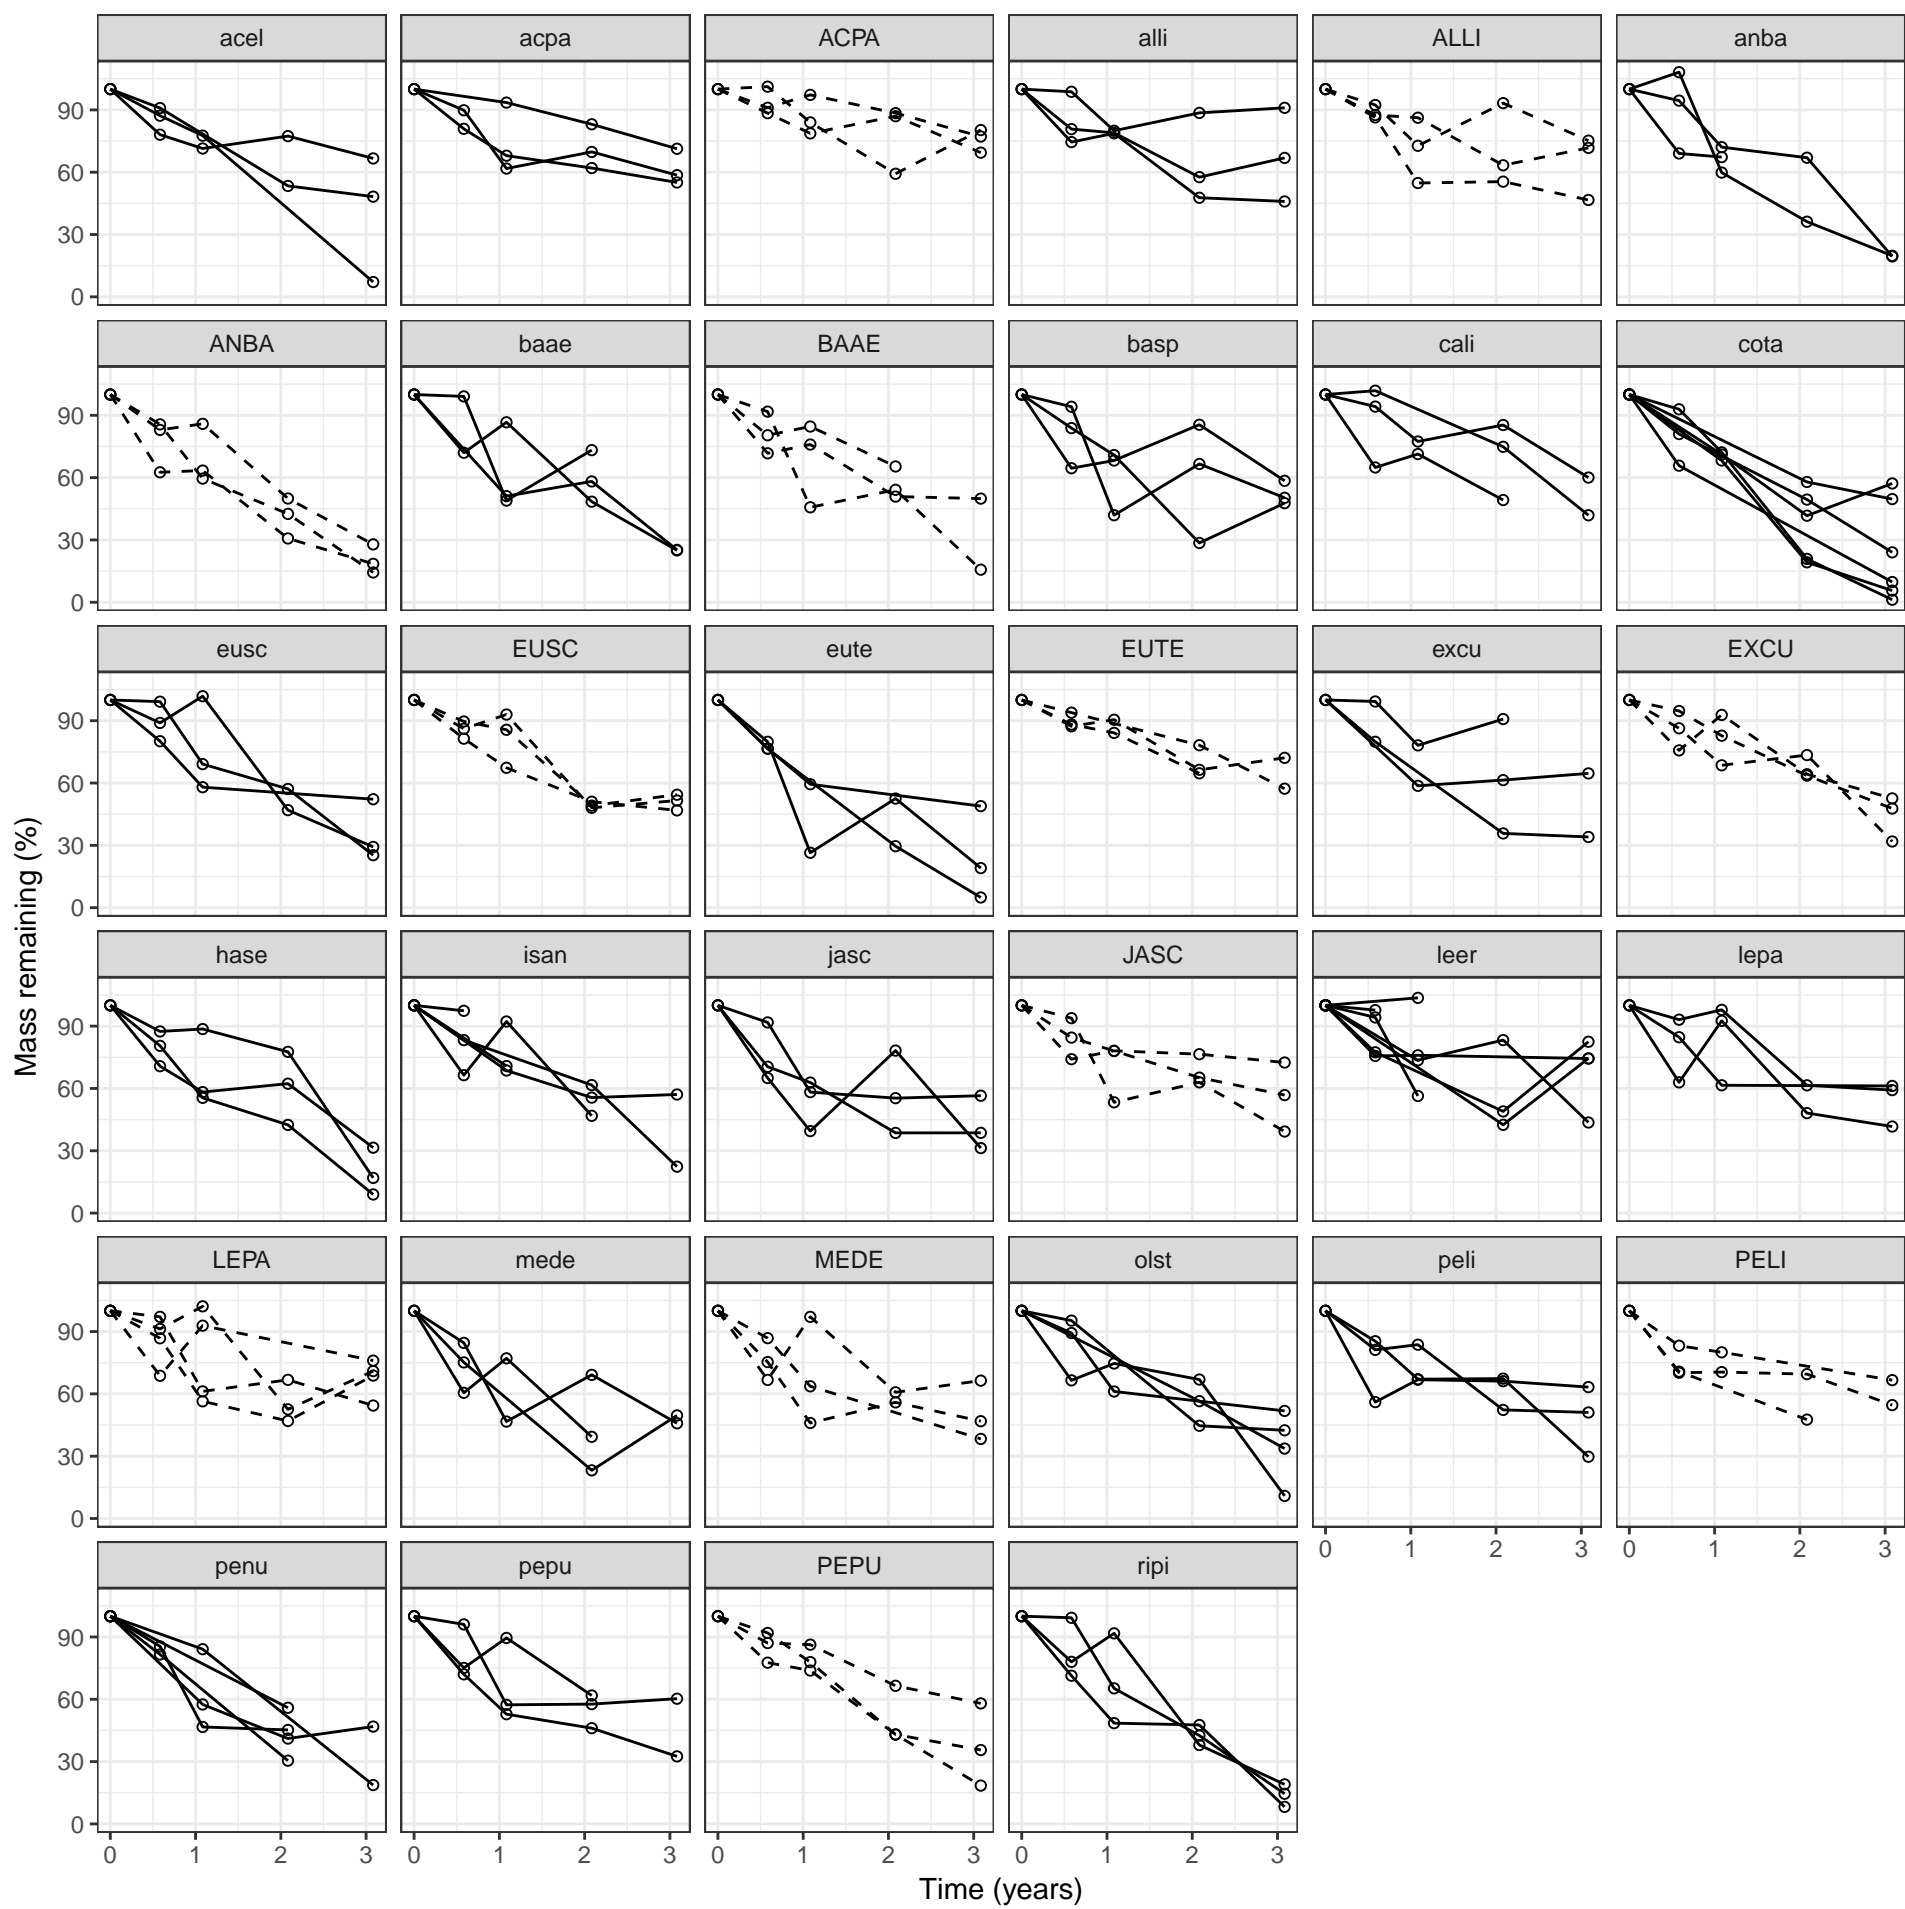 acel acpa ACPA alli ALLI anba
90
60
30
0
ANBA baae BAAE basp cali cota
90
60
30
0
eusc EUSC eute EUTE excu EXCU
90
60
30
0
Mass remaining (%)
hase isan jasc JASC leer lepa
90
60
30
0
LEPA mede MEDE olst peli PELI
90
60
30
0
0 1 2 3 0 1 2 3
penu pepu PEPU ripi
90
60
30
0
0 1 2 3 0 1 2 3 0 1 2 3 0 1 2 3
Time (years)